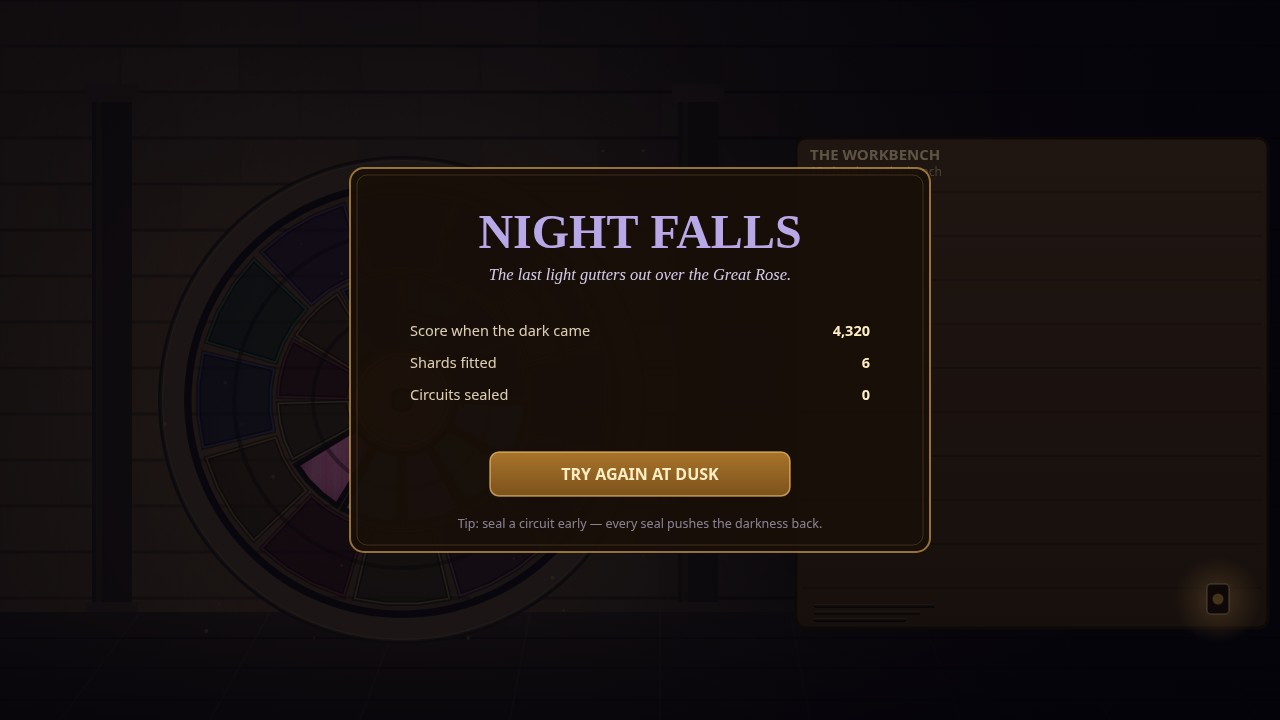 THE WORKBENCH
ch
NIGHT FALLS
The last light gutters out over the Great Rose.
Score when the dark came 4,320
Shards fitted 6
Circuits sealed 0
TRY AGAIN AT DUSK
Tip: seal a circuit early — every seal pushes the darkness back.